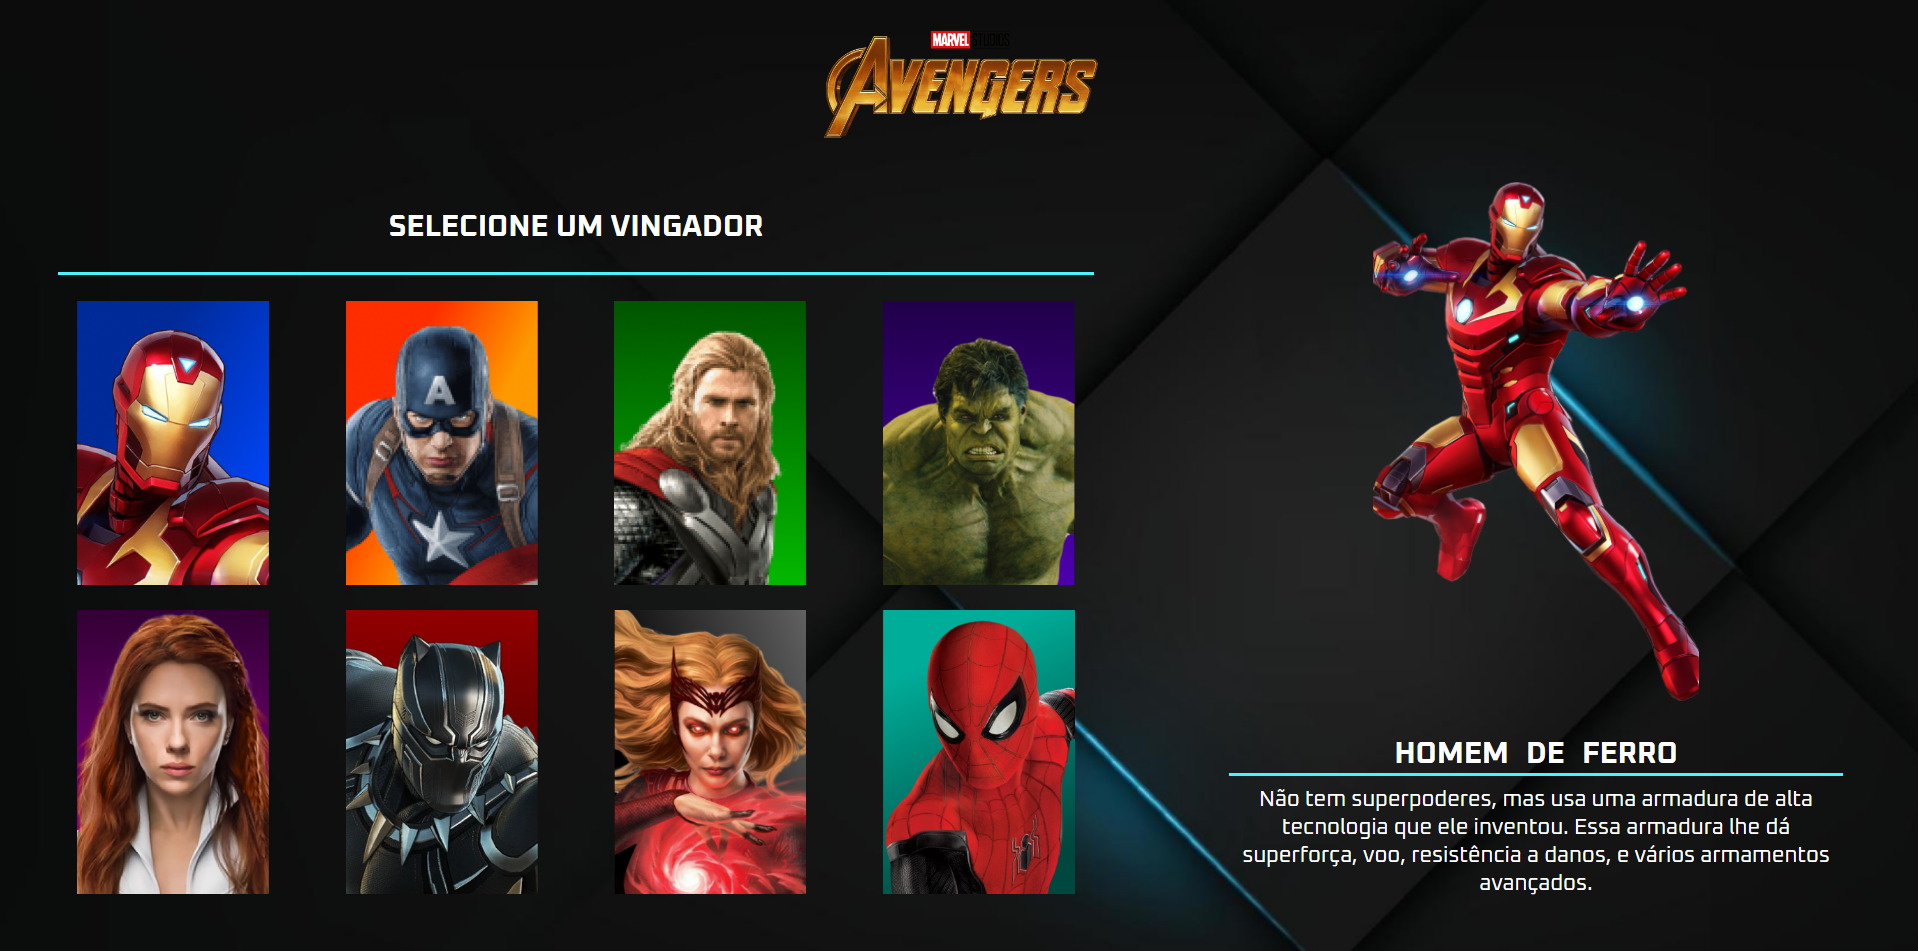 MARVEL STUDIOS
AVENGERS
SELECIONE UM VINGADOR
A
HOMEM DE FERRO
Não tem superpoderes, mas usa uma armadura de alta
tecnologia que ele inventou. Essa armadura lhe dá
superforça, voo, resistência a danos, e vários armamentos
avançados.